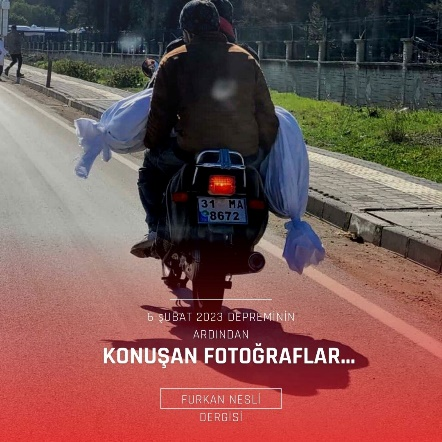 31 MA
8672
6 ŞUBAT 2023 DEPREMİNİN
ARDINDAN
KONUŞAN FOTOĞRAFLAR...
FURKAN NESLİ
DERGİSİ